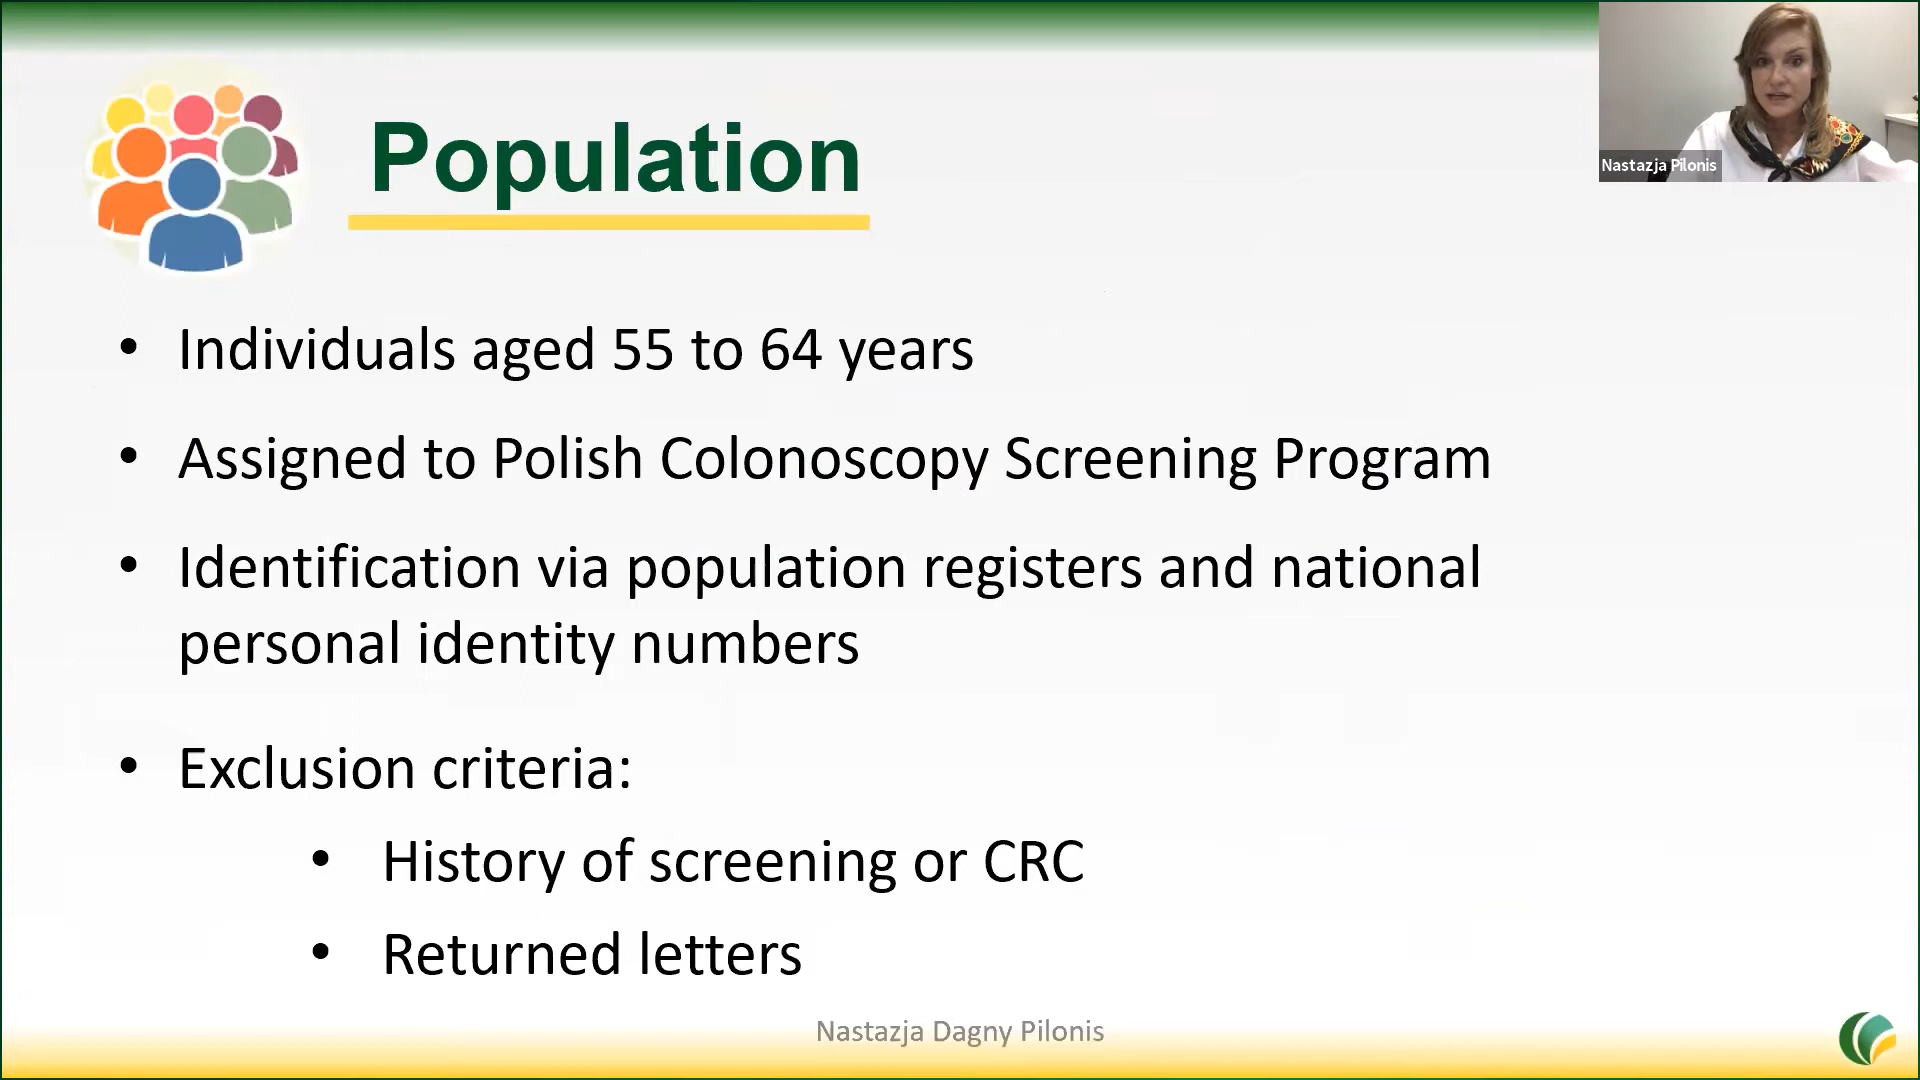 Population
Nastazja Pilonis
• Individuals aged 55 to 64 years
• Assigned to Polish Colonoscopy Screening Program
• Identification via population registers and national
personal identity numbers
• Exclusion criteria:
• History of screening or CRC
• Returned letters
Nastazja Dagny Pilonis